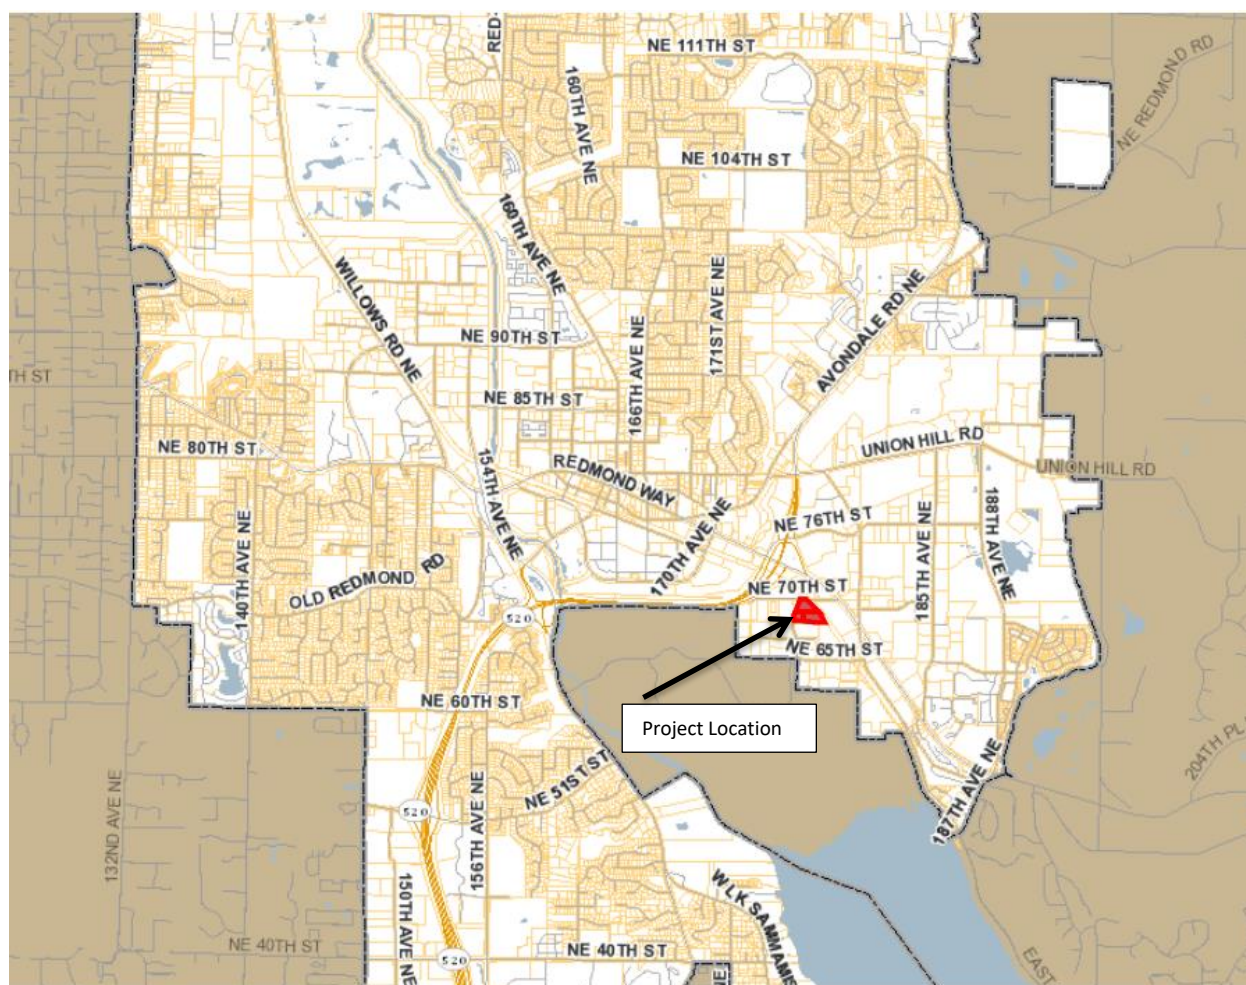 RED-
NE 111TH ST
NE REDMOND RD
160TH AVE NE
NE 104TH ST
160TH AVE NE
WILLOWS RD NE
171ST AVE NE
AVONDALE RD NE
NE 90TH ST
166TH AVE NE
TH ST
NE 85TH ST
NE 80TH ST
154TH AVE NE
REDMOND WAY
UNION HILL RD
UNION HILL RD
188TH AVE NE
185TH AVE NE
NE 76TH ST
170TH AVE NE
140TH AVE NE
OLD REDMOND RD
NE 70TH ST
520
NE 65TH ST
NE 60TH ST
Project Location
204TH PL
187TH AVE NE
NE 51ST ST
520
132ND AVE NE
156TH AVE NE
150TH AVE NE
W LK SAMMAMIS
NE 40TH ST
NE 40TH ST
520
EAST